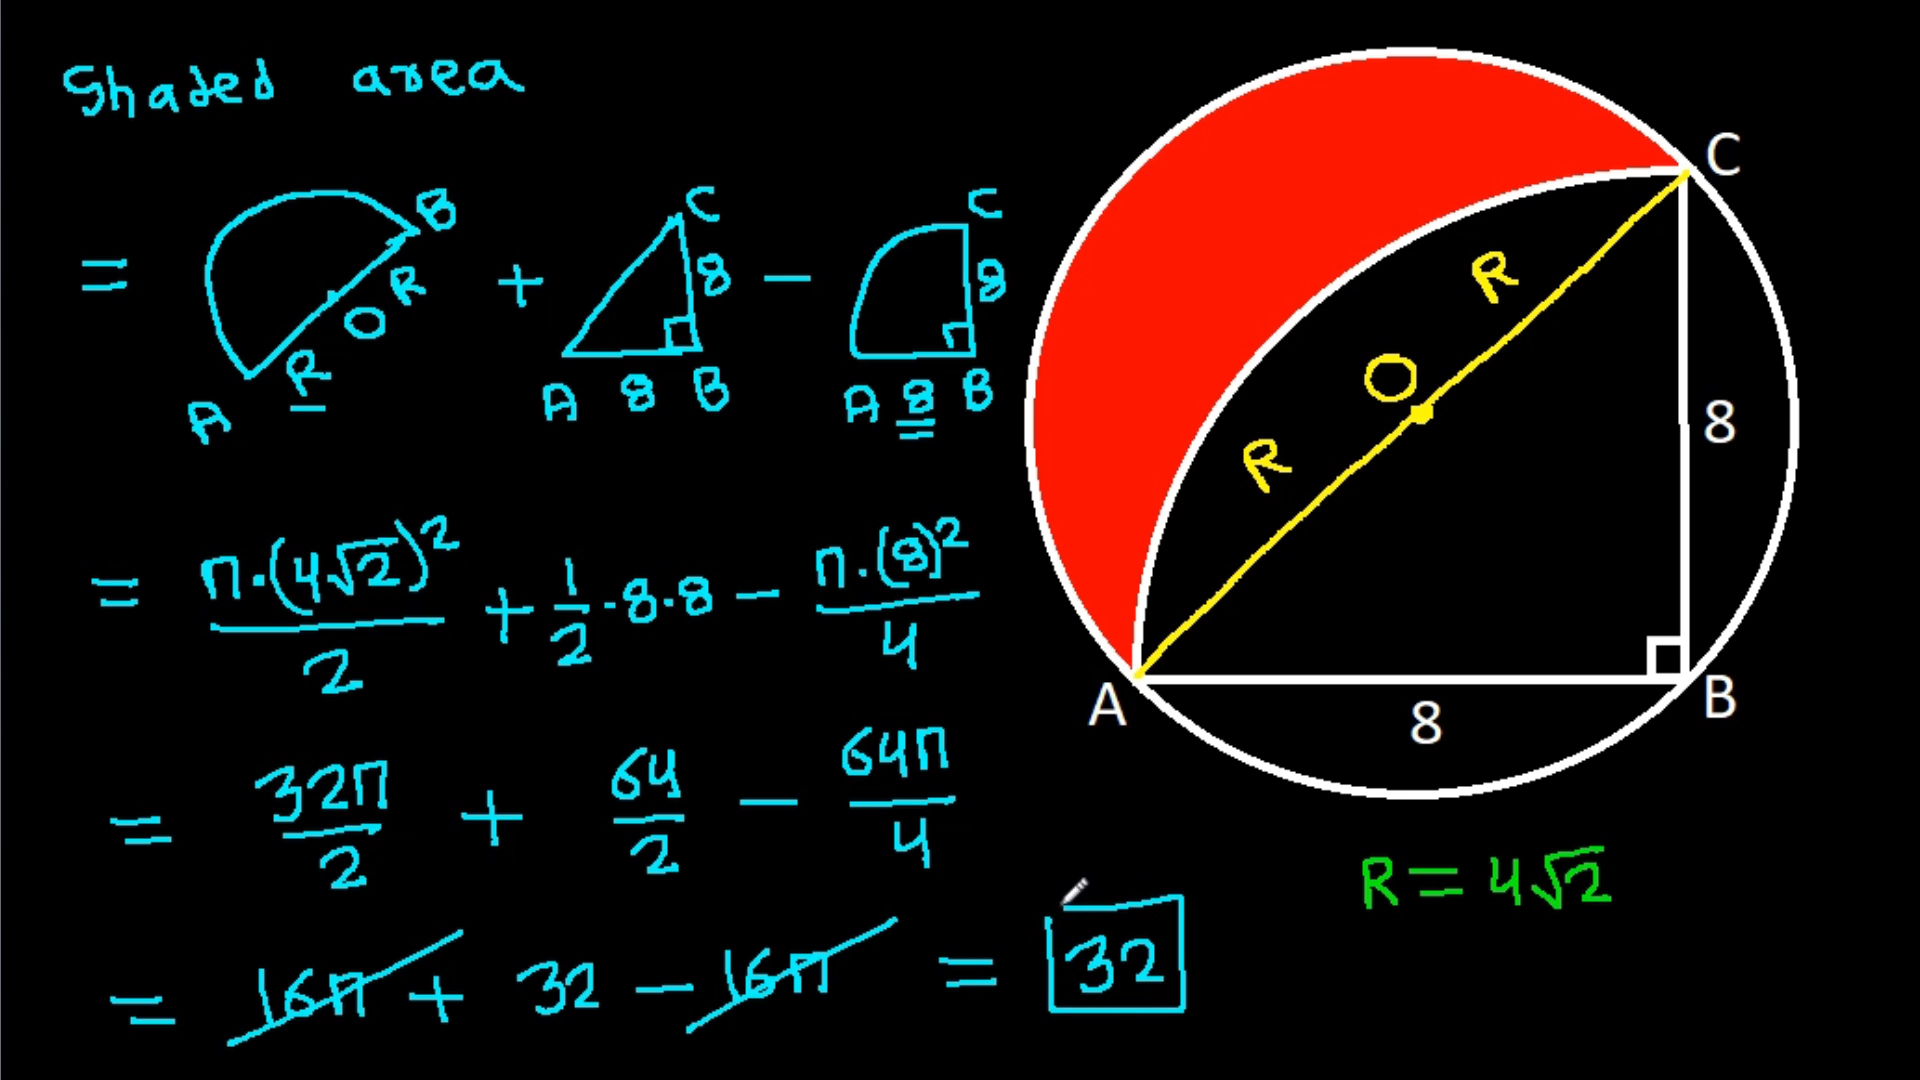 Shaded area
= A R O R B + A 8 B 8 C − A 8 B 8 C
= π·(4√2)²/2 + 1/2·8·8 − π·(8)²/4
= 32π/2 + 64/2 − 64π/4
= 16π + 32 − 16π = 32
C
R
O
R
8
A
8
B
R = 4√2